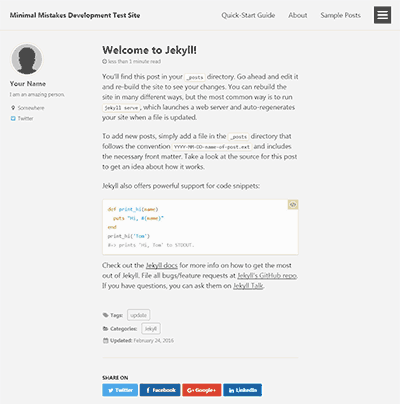 Minimal Mistakes Development Test Site
Quick-Start Guide
About
Sample Posts
Your Name
I am an amazing person.
Somewhere
Twitter
Welcome to Jekyll!
less than 1 minute read
You'll find this post in your _posts directory. Go ahead and edit it
and re-build the site to see your changes. You can rebuild the
site in many different ways, but the most common way is to run
jekyll serve, which launches a web server and auto-regenerates
your site when a file is updated.
To add new posts, simply add a file in the _posts directory that
follows the convention YYYY-MM-DD-name-of-post.ext and includes
the necessary front matter. Take a look at the source for this post
to get an idea about how it works.
Jekyll also offers powerful support for code snippets:
</>
def print_hi(name)
puts "Hi, #{name}"
end
print_hi('Tom')
#=> prints 'Hi, Tom' to STDOUT.
Check out the Jekyll docs for more info on how to get the most
out of Jekyll. File all bugs/feature requests at Jekyll's GitHub repo.
If you have questions, you can ask them on Jekyll Talk.
Tags: update
Categories: Jekyll
Updated: February 24, 2016
SHARE ON
Twitter
Facebook
Google+
LinkedIn